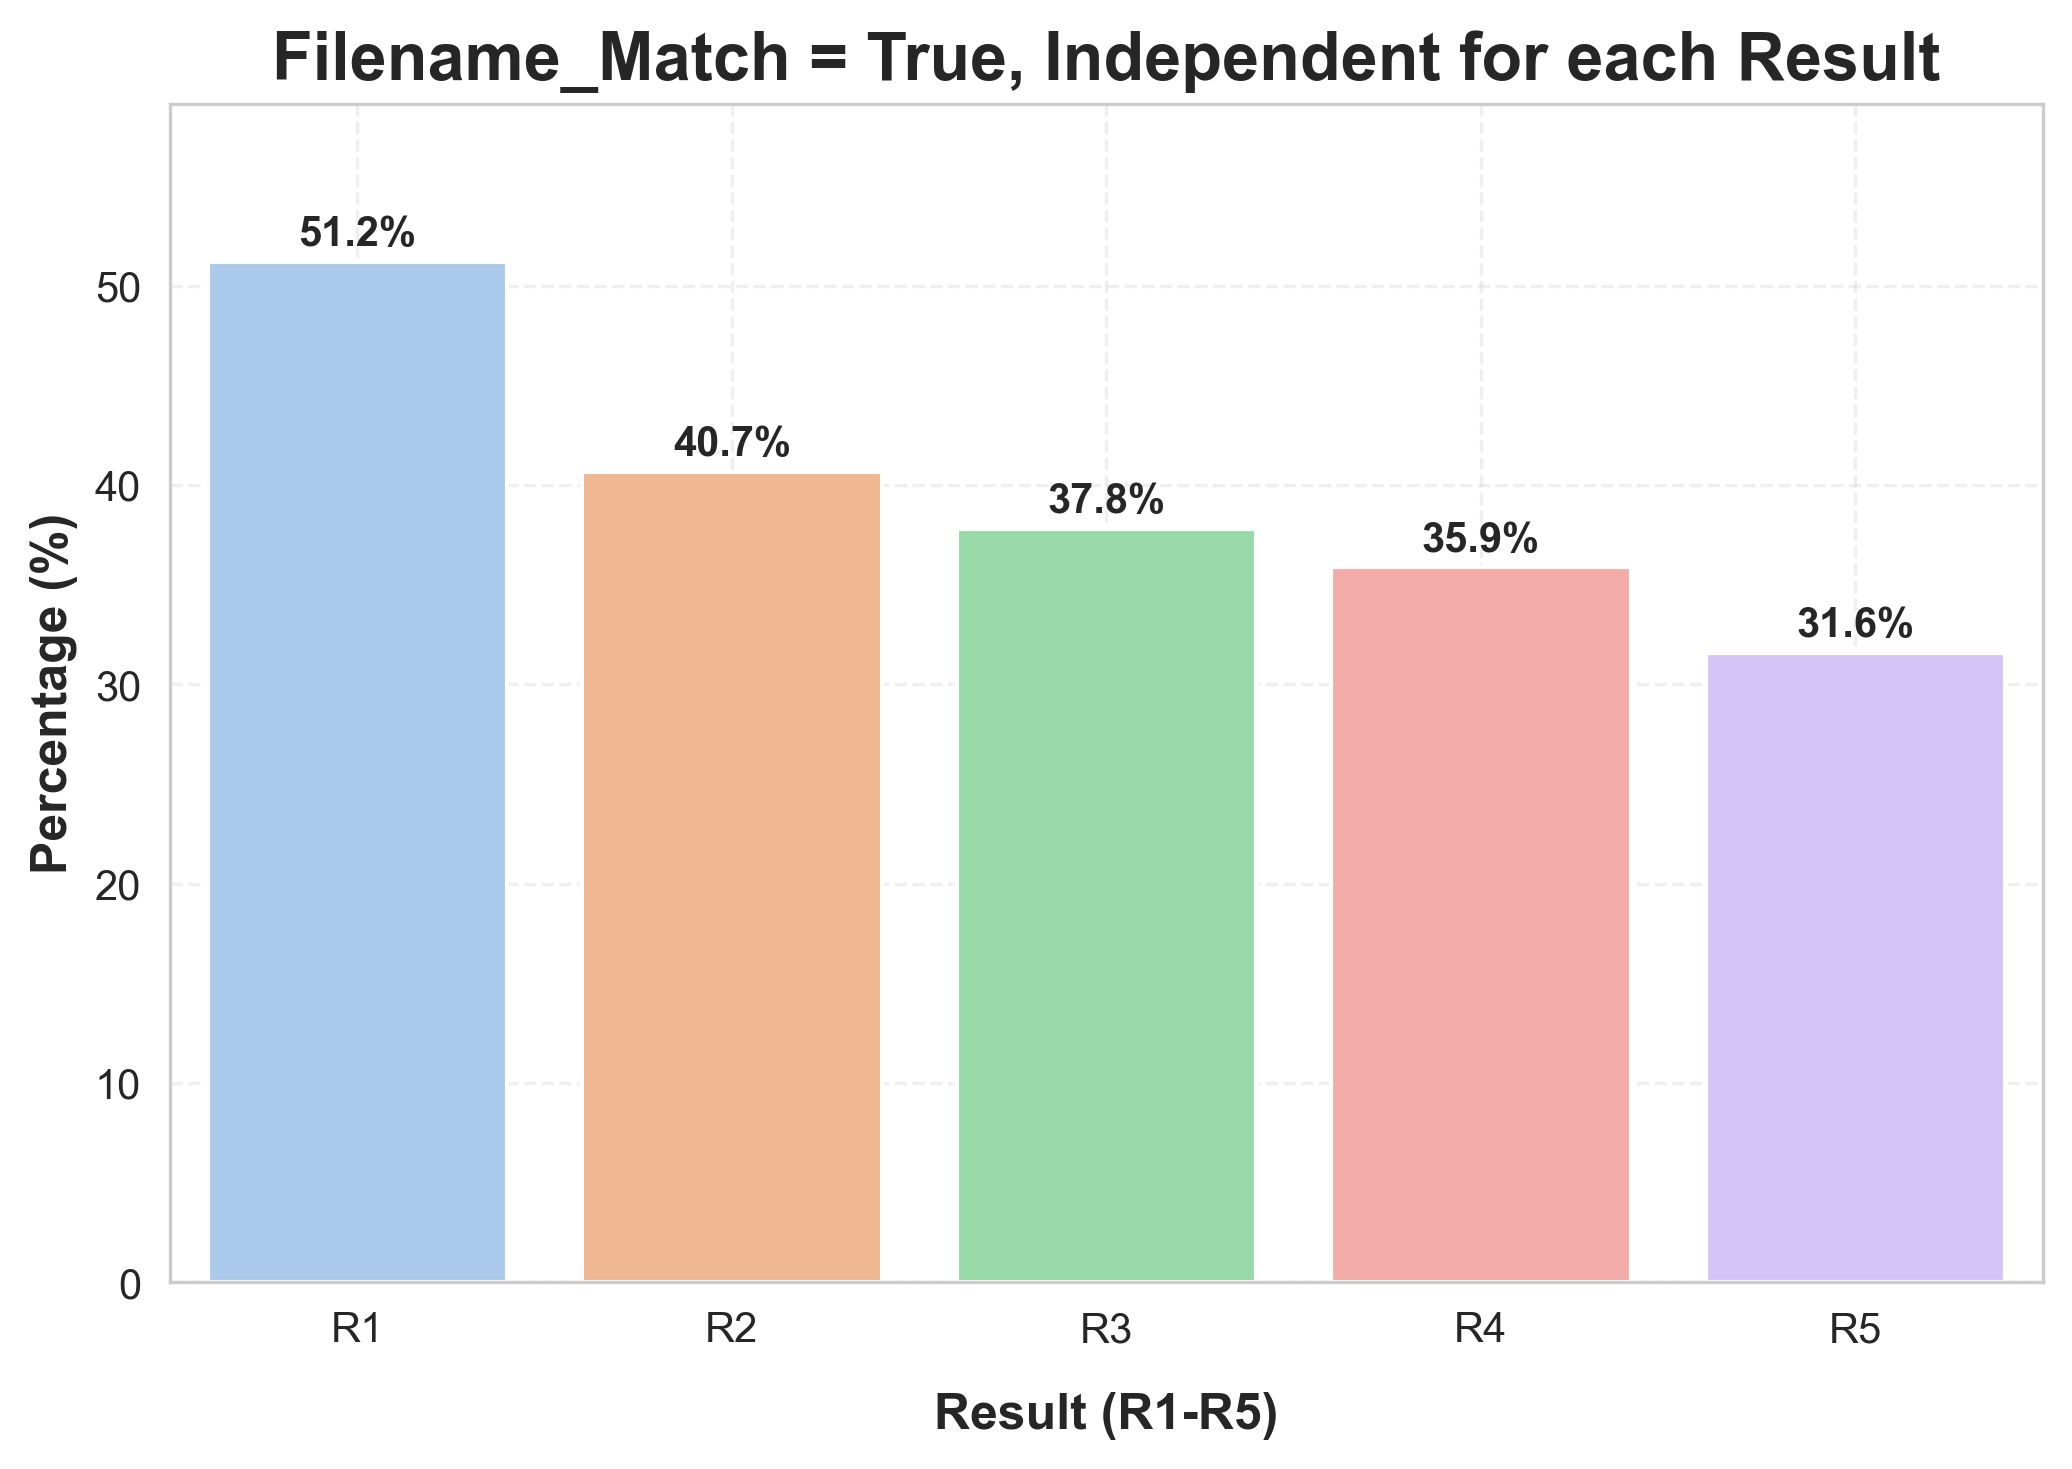 Filename_Match = True, Independent for each Result
51.2%
40.7%
37.8%
35.9%
31.6%
50
40
30
20
10
0
Percentage (%)
R1 R2 R3 R4 R5
Result (R1-R5)